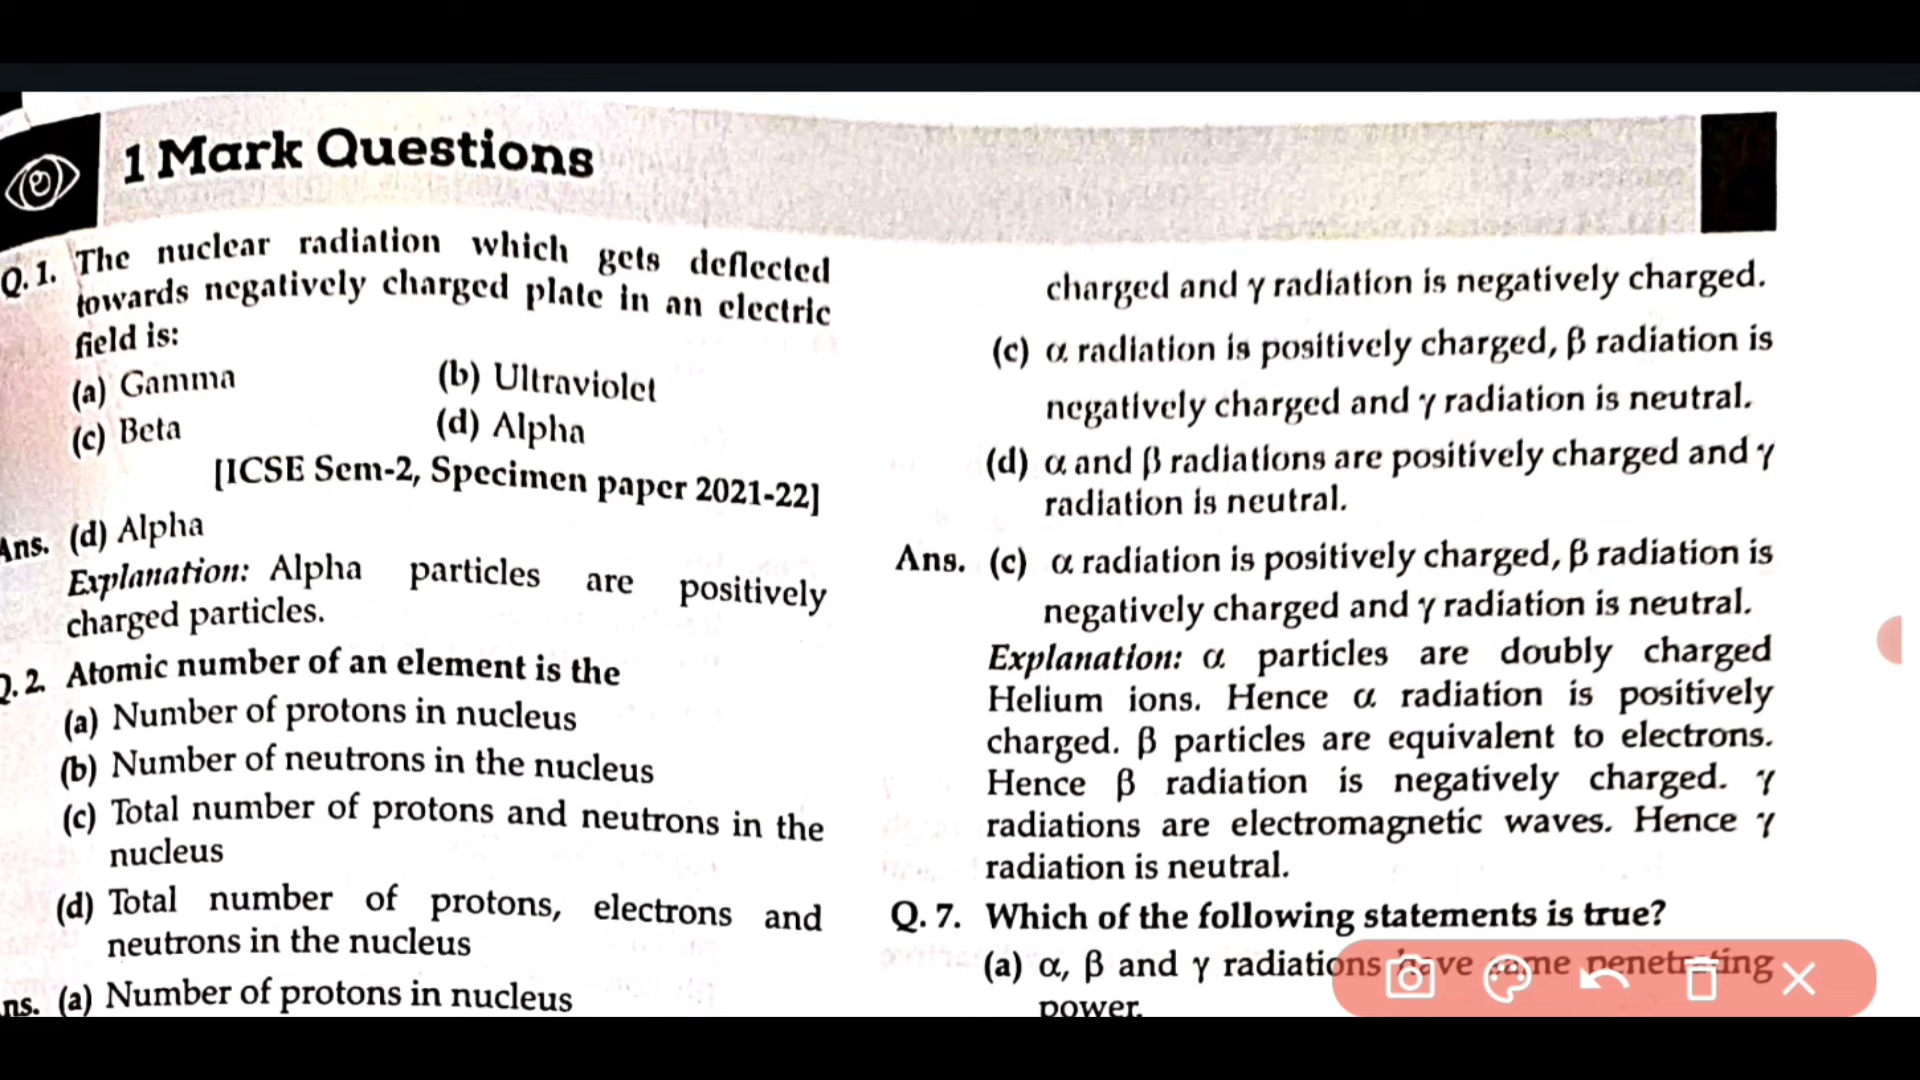 1 Mark Questions
Q. 1. The nuclear radiation which gets deflected
towards negatively charged plate in an electric
field is:
(a) Gamma (b) Ultraviolet
(c) Beta (d) Alpha
[ICSE Sem-2, Specimen paper 2021-22]
Ans. (d) Alpha
Explanation: Alpha particles are positively
charged particles.
Q. 2. Atomic number of an element is the
(a) Number of protons in nucleus
(b) Number of neutrons in the nucleus
(c) Total number of protons and neutrons in the
nucleus
(d) Total number of protons, electrons and
neutrons in the nucleus
ns. (a) Number of protons in nucleus
charged and γ radiation is negatively charged.
(c) α radiation is positively charged, β radiation is
negatively charged and γ radiation is neutral.
(d) α and β radiations are positively charged and γ
radiation is neutral.
Ans. (c) α radiation is positively charged, β radiation is
negatively charged and γ radiation is neutral.
Explanation: α particles are doubly charged
Helium ions. Hence α radiation is positively
charged. β particles are equivalent to electrons.
Hence β radiation is negatively charged. γ
radiations are electromagnetic waves. Hence γ
radiation is neutral.
Q. 7. Which of the following statements is true?
(a) α, β and γ radiations have same penetrating
power.